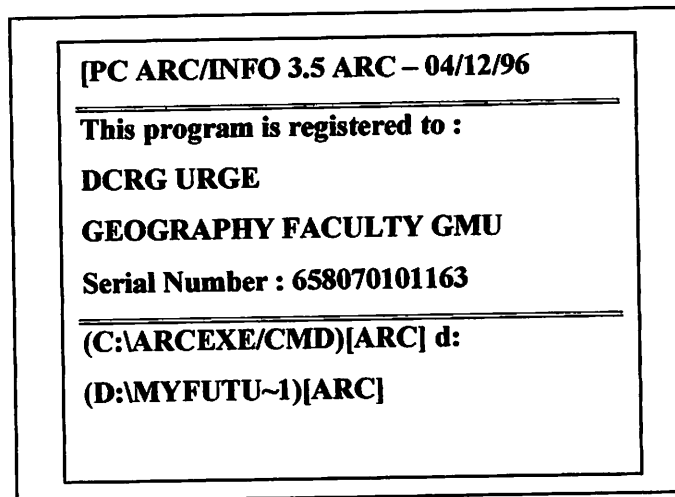 [PC ARC/INFO 3.5 ARC – 04/12/96
This program is registered to :
DCRG URGE
GEOGRAPHY FACULTY GMU
Serial Number : 658070101163
(C:\ARCEXE/CMD)[ARC] d:
(D:\MYFUTU~1)[ARC]